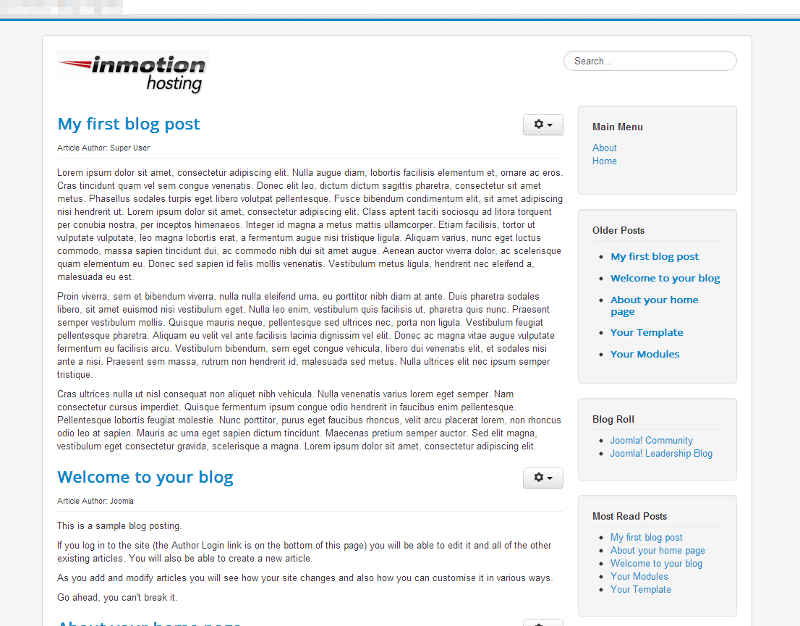 inmotion
hosting
Search...
My first blog post
Article Author: Super User
Lorem ipsum dolor sit amet, consectetur adipiscing elit. Nulla augue diam, lobortis facilisis elementum et, ornare ac eros.
Cras tincidunt quam vel sem congue venenatis. Donec elit leo, dictum dictum sagittis pharetra, consectetur sit amet
metus. Phasellus sodales turpis eget libero volutpat pellentesque. Fusce bibendum condimentum elit, sit amet adipiscing
nisi hendrerit ut. Lorem ipsum dolor sit amet, consectetur adipiscing elit. Class aptent taciti sociosqu ad litora torquent
per conubia nostra, per inceptos himenaeos. Integer id magna a metus mattis ullamcorper. Etiam facilisis, tortor ut
vulputate vulputate, leo magna lobortis erat, a fermentum augue nisi tristique ligula. Aliquam varius, nunc eget luctus
commodo, massa sapien tincidunt dui, ac commodo nibh dui sit amet augue. Aenean auctor viverra dolor, ac scelerisque
quam elementum eu. Donec sed sapien id felis mollis venenatis. Vestibulum metus ligula, hendrerit nec eleifend a,
malesuada eu est.
Proin viverra, sem et bibendum viverra, nulla nulla eleifend urna, eu porttitor nibh diam at ante. Duis pharetra sodales
libero, sit amet euismod nisi vestibulum eget. Nulla leo enim, vestibulum quis facilisis ut, pharetra quis nunc. Praesent
semper vestibulum mollis. Quisque mauris neque, pellentesque sed ultrices nec, porta non ligula. Vestibulum feugiat
pellentesque pharetra. Aliquam eu velit vel ante facilisis lacinia dignissim vel elit. Donec ac magna vitae augue vulputate
fermentum eu facilisis arcu. Vestibulum bibendum, sem eget congue vehicula, libero dui venenatis elit, et sodales nisi
ante a nisi. Praesent sem massa, rutrum non hendrerit id, malesuada sed metus. Nulla ultrices elit nec ipsum semper
tristique.
Cras ultrices nulla ut nisl consequat non aliquet nibh vehicula. Nulla venenatis varius lorem eget semper. Nam
consectetur cursus imperdiet. Quisque fermentum ipsum congue odio hendrerit in faucibus enim pellentesque.
Pellentesque lobortis feugiat molestie. Nunc porttitor, purus eget faucibus rhoncus, velit arcu placerat lorem, non rhoncus
odio leo at sapien. Mauris ac urna eget sapien dictum tincidunt. Maecenas pretium semper auctor. Sed elit magna,
vestibulum eget consectetur gravida, scelerisque a magna. Lorem ipsum dolor sit amet, consectetur adipiscing elit
Welcome to your blog
Article Author: Joomla
This is a sample blog posting.
If you log in to the site (the Author Login link is on the bottom of this page) you will be able to edit it and all of the other
existing articles. You will also be able to create a new article.
As you add and modify articles you will see how your site changes and also how you can customise it in various ways.
Go ahead, you can't break it.
About your home page
Main Menu
About
Home
Older Posts
My first blog post
Welcome to your blog
About your home
page
Your Template
Your Modules
Blog Roll
Joomla! Community
Joomla! Leadership Blog
Most Read Posts
My first blog post
About your home page
Welcome to your blog
Your Modules
Your Template